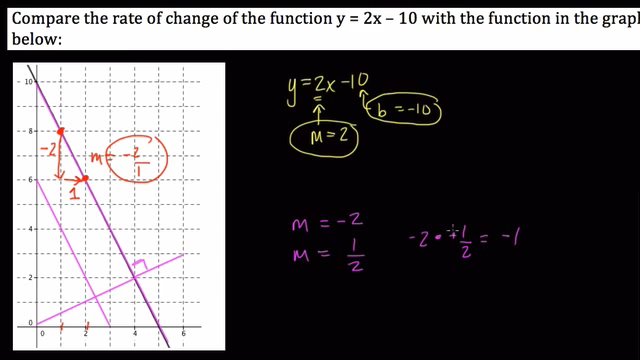 Compare the rate of change of the function y = 2x – 10 with the function in the grap
below:
10
8
6
4
2
0
0
2
4
6
-2
1
m = -2/1
y = 2x -10
b = -10
m = 2
m = -2
m = 1/2
-2 • +1/2 = -1